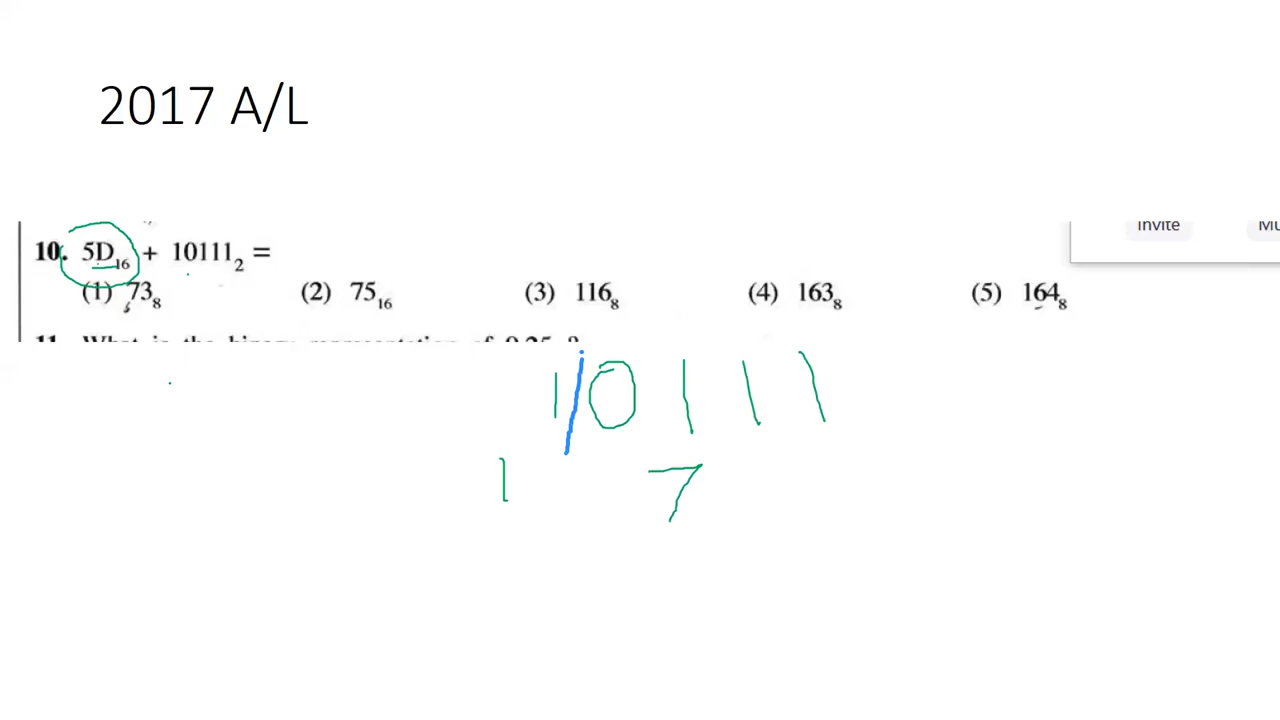 2017 A/L
Invite
10. 5D₁₆ + 10111₂ =
(1) 73₈ (2) 75₁₆ (3) 116₈ (4) 163₈ (5) 164₈
10111
1 7